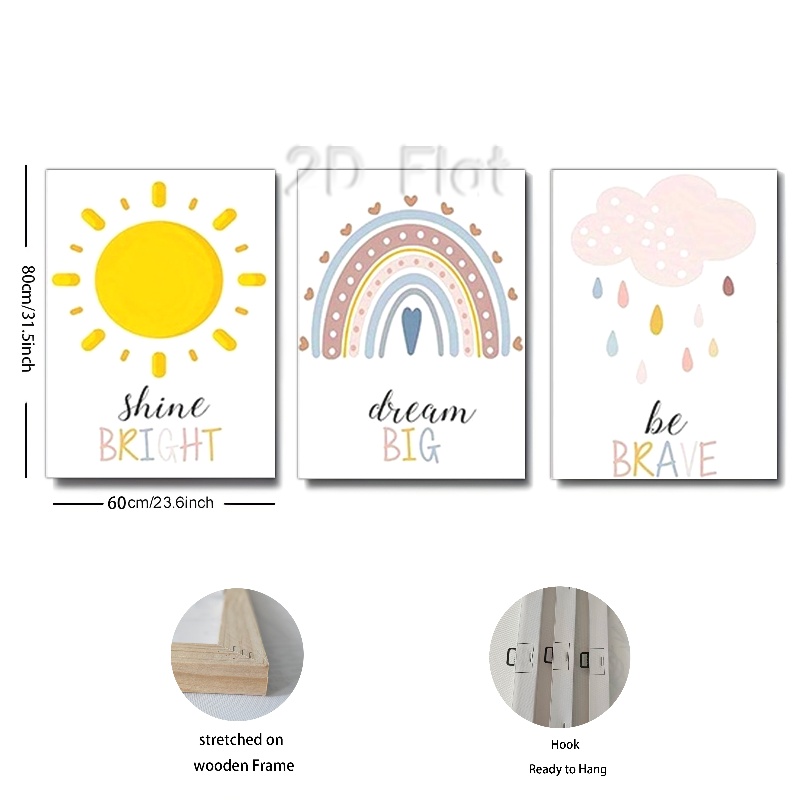 2D Flat
80cm/31.5inch
shine
BRIGHT
dream
BIG
be
BRAVE
60cm/23.6inch
stretched on
wooden Frame
Hook
Ready to Hang